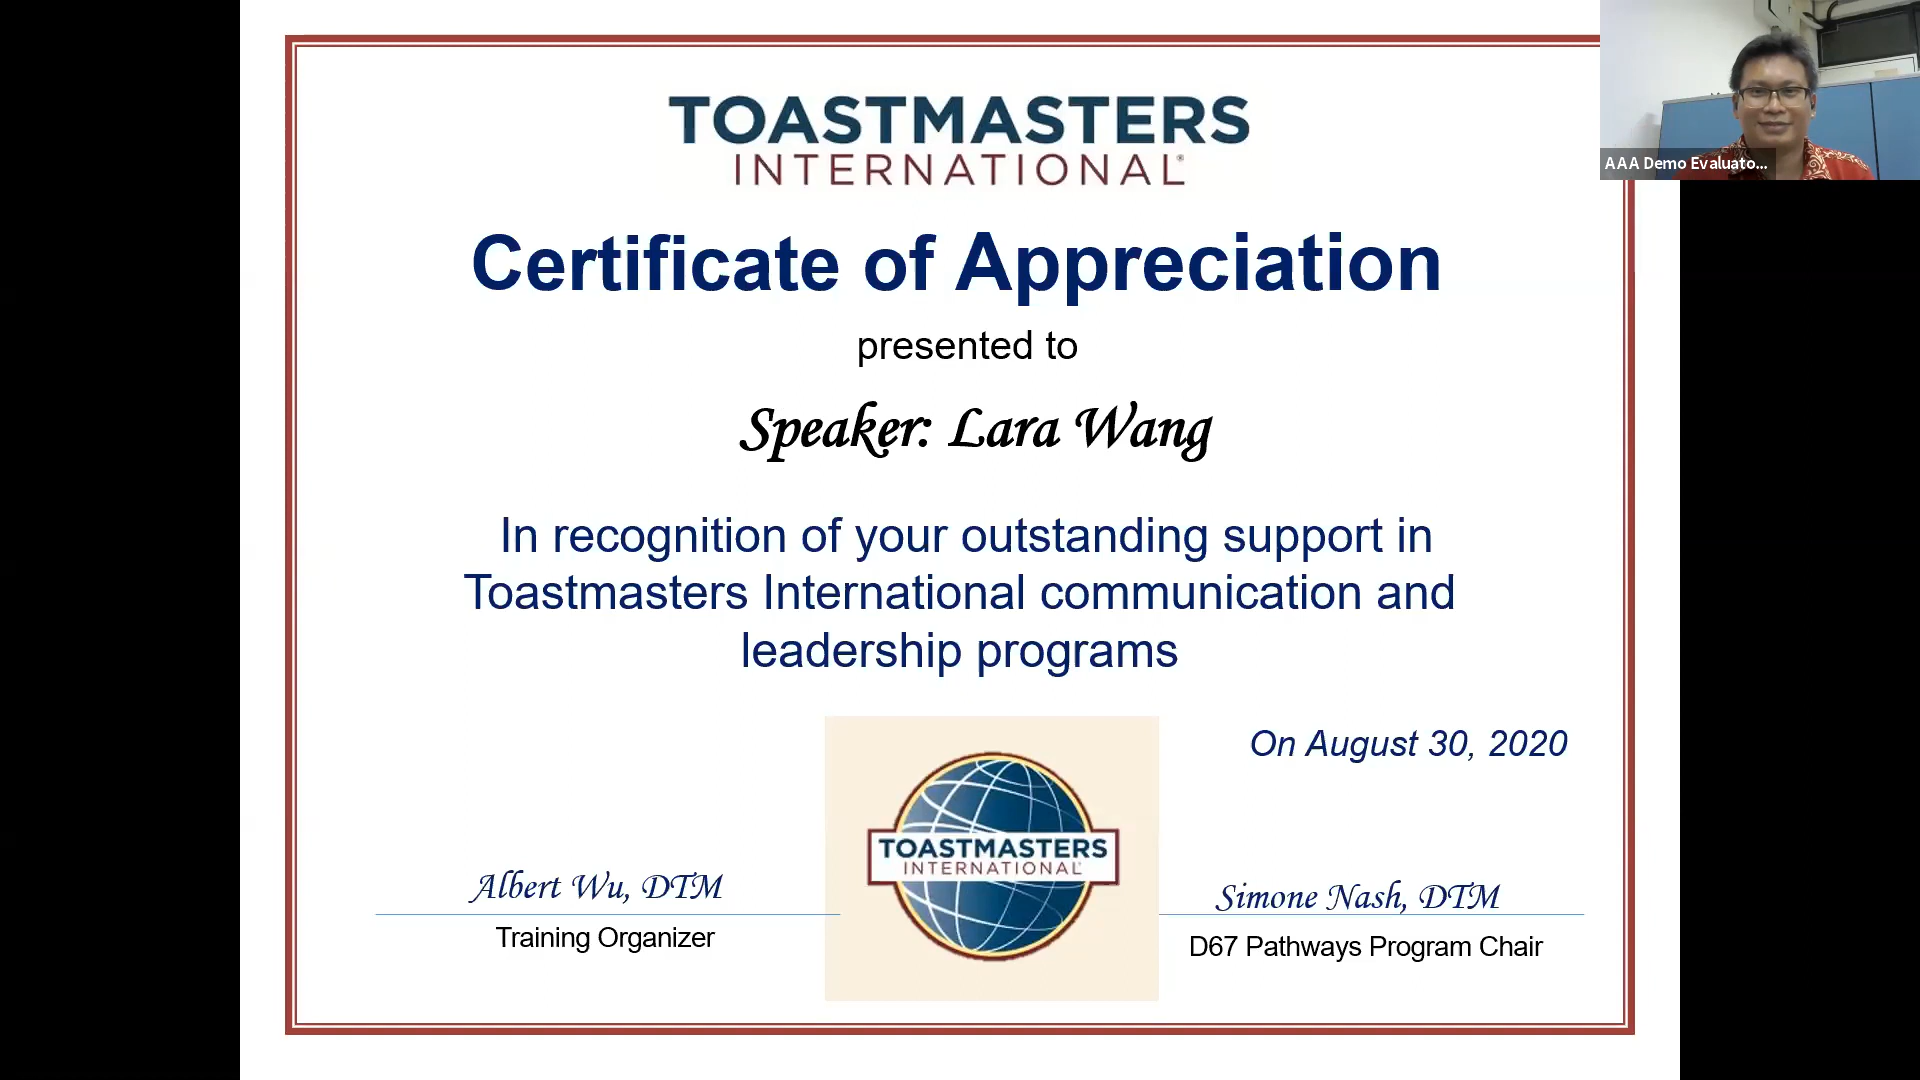 TOASTMASTERS
INTERNATIONAL®
Certificate of Appreciation
presented to
Speaker: Lara Wang
In recognition of your outstanding support in
Toastmasters International communication and
leadership programs
On August 30, 2020
TOASTMASTERS
INTERNATIONAL
Albert Wu, DTM
Training Organizer
Simone Nash, DTM
D67 Pathways Program Chair
AAA Demo Evaluato...